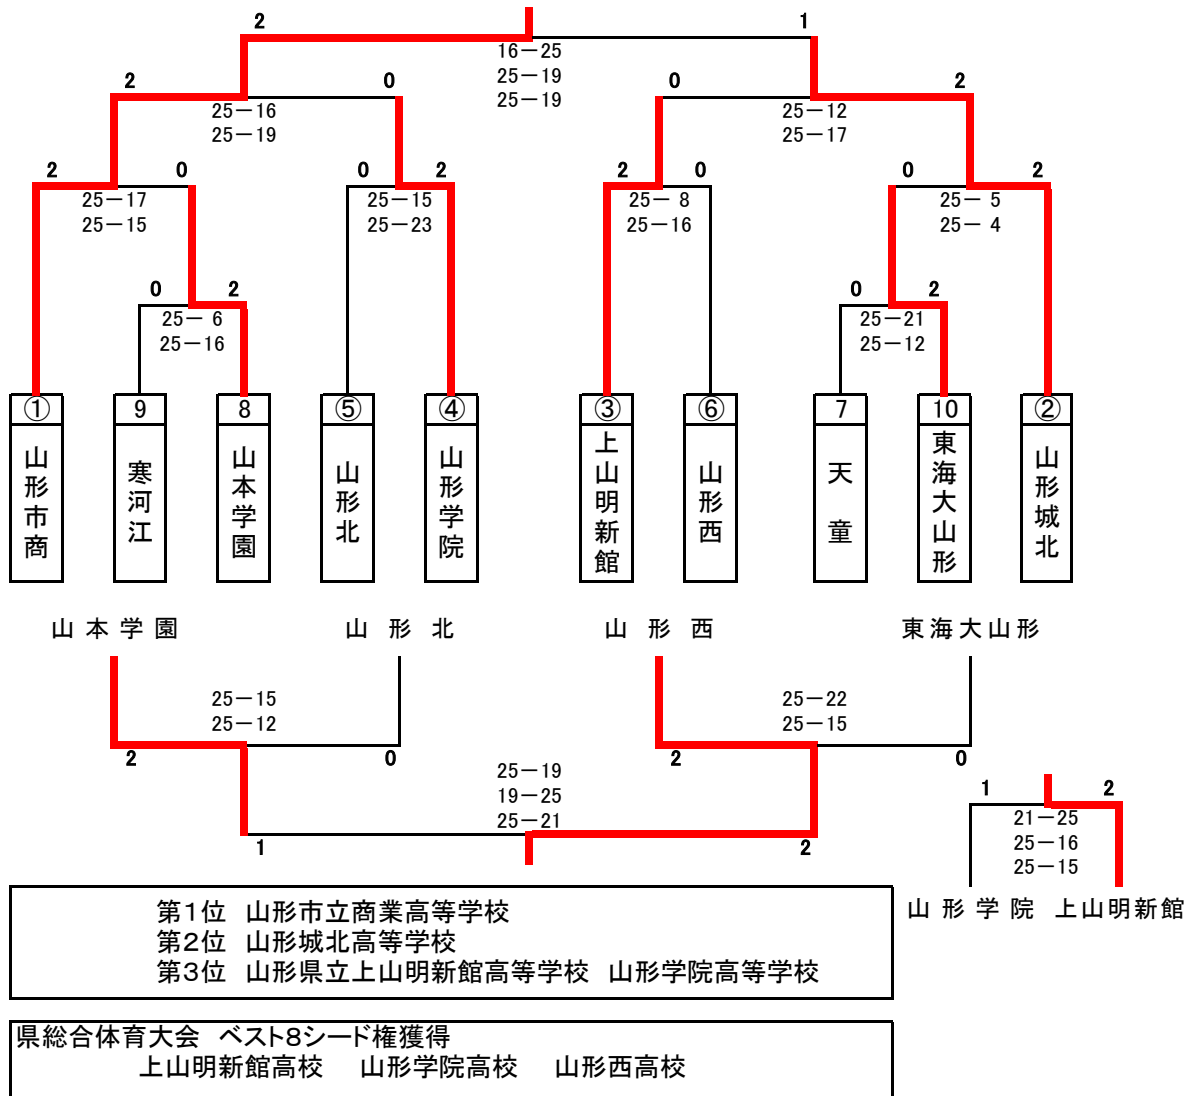 2 1
16－25
25－19
25－19
2 0 0 2
25－16
25－19
25－12
25－17
2 0 0 2 2 0 0 2
25－17
25－15
25－15
25－23
25－ 8
25－16
25－ 5
25－ 4
0 2 0 2
25－ 6
25－16
25－21
25－12
① 9 8 ⑤ ④ ③ ⑥ 7 10 ②
山形市商
寒河江
山本学園
山形北
山形学院
上山明新館
山形西
天童
東海大山形
山形城北
山本学園 山形北 山形西 東海大山形
25－15
25－12
25－22
25－15
2 0 2 0
25－19
19－25
25－21
1 2
1 2
21－25
25－16
25－15
山形学院 上山明新館
第1位 山形市立商業高等学校
第2位 山形城北高等学校
第3位 山形県立上山明新館高等学校 山形学院高等学校
県総合体育大会 ベスト8シード権獲得
上山明新館高校 山形学院高校 山形西高校